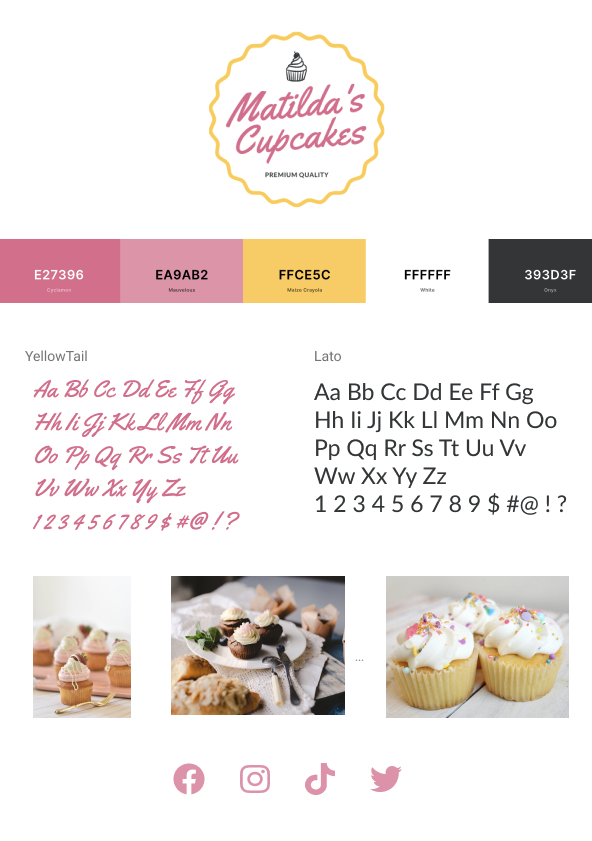 Matilda's
Cupcakes
PREMIUM QUALITY
E27396 EA9AB2 FFCE5C FFFFFF 393D3F
Cyclamen Mauvelous Maize Crayola White Onyx
YellowTail
Aa Bb Cc Dd Ee Ff Gg
Hh Ii Jj Kk Ll Mm Nn
Oo Pp Qq Rr Ss Tt Uu
Vv Ww Xx Yy Zz
1 2 3 4 5 6 7 8 9 $ #@ ! ?
Lato
Aa Bb Cc Dd Ee Ff Gg
Hh Ii Jj Kk Ll Mm Nn Oo
Pp Qq Rr Ss Tt Uu Vv
Ww Xx Yy Zz
1 2 3 4 5 6 7 8 9 $ #@ ! ?
...